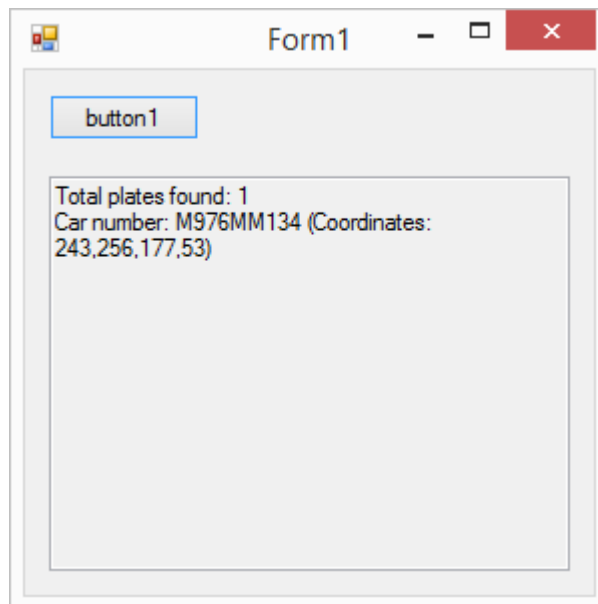 Form1
button1
Total plates found: 1
Car number: M976MM134 (Coordinates:
243,256,177,53)